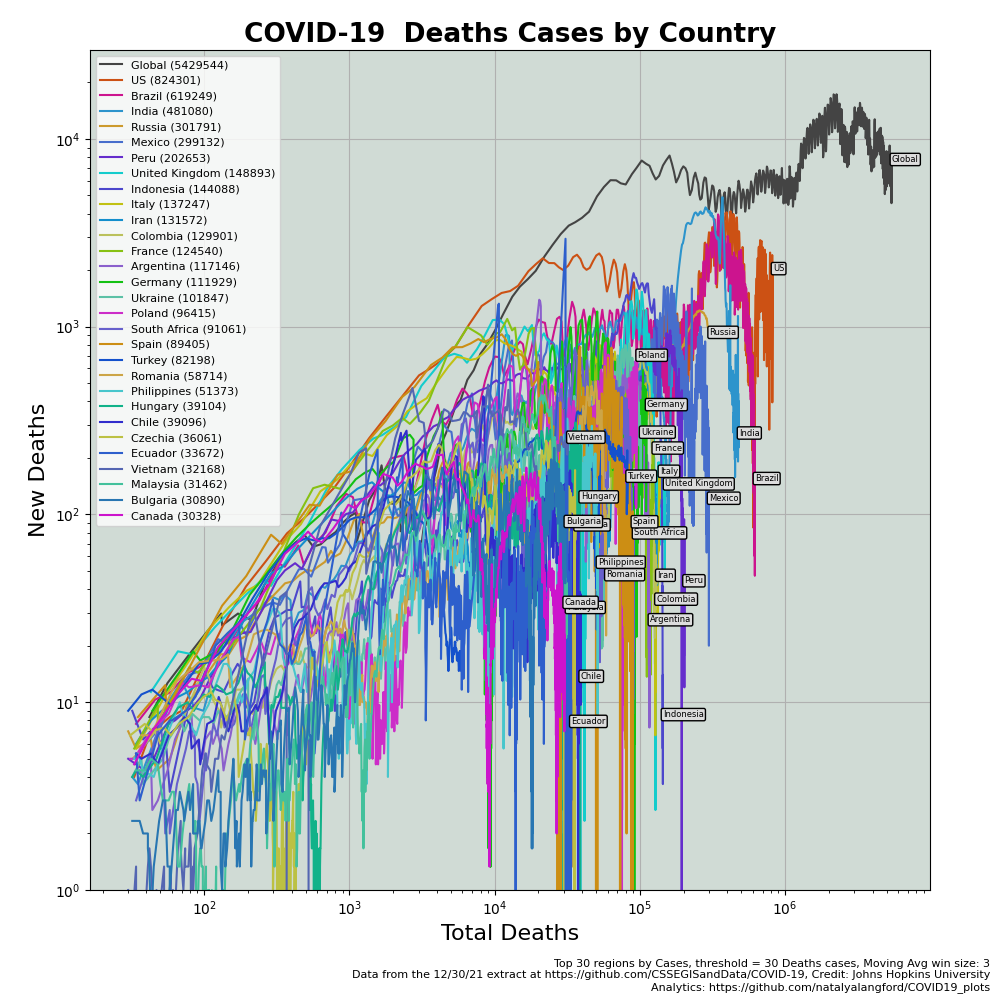 COVID-19  Deaths Cases by Country
Global (5429544)
US (824301)
Brazil (619249)
India (481080)
Russia (301791)
Mexico (299132)
Peru (202653)
United Kingdom (148893)
Indonesia (144088)
Italy (137247)
Iran (131572)
Colombia (129901)
France (124540)
Argentina (117146)
Germany (111929)
Ukraine (101847)
Poland (96415)
South Africa (91061)
Spain (89405)
Turkey (82198)
Romania (58714)
Philippines (51373)
Hungary (39104)
Chile (39096)
Czechia (36061)
Ecuador (33672)
Vietnam (32168)
Malaysia (31462)
Bulgaria (30890)
Canada (30328)
Global
US
Russia
Poland
Germany
Ukraine
India
Vietnam
France
Italy
Turkey
United Kingdom
Brazil
Hungary
Mexico
Bulgaria
Spain
South Africa
Philippines
Romania
Iran
Peru
Canada
Colombia
Argentina
Chile
Indonesia
Ecuador
New Deaths
10⁴
10³
10²
10¹
10⁰
10²
10³
10⁴
10⁵
10⁶
Total Deaths
Top 30 regions by Cases, threshold = 30 Deaths cases, Moving Avg win size: 3
Data from the 12/30/21 extract at https://github.com/CSSEGISandData/COVID-19, Credit: Johns Hopkins University
Analytics: https://github.com/natalyalangford/COVID19_plots